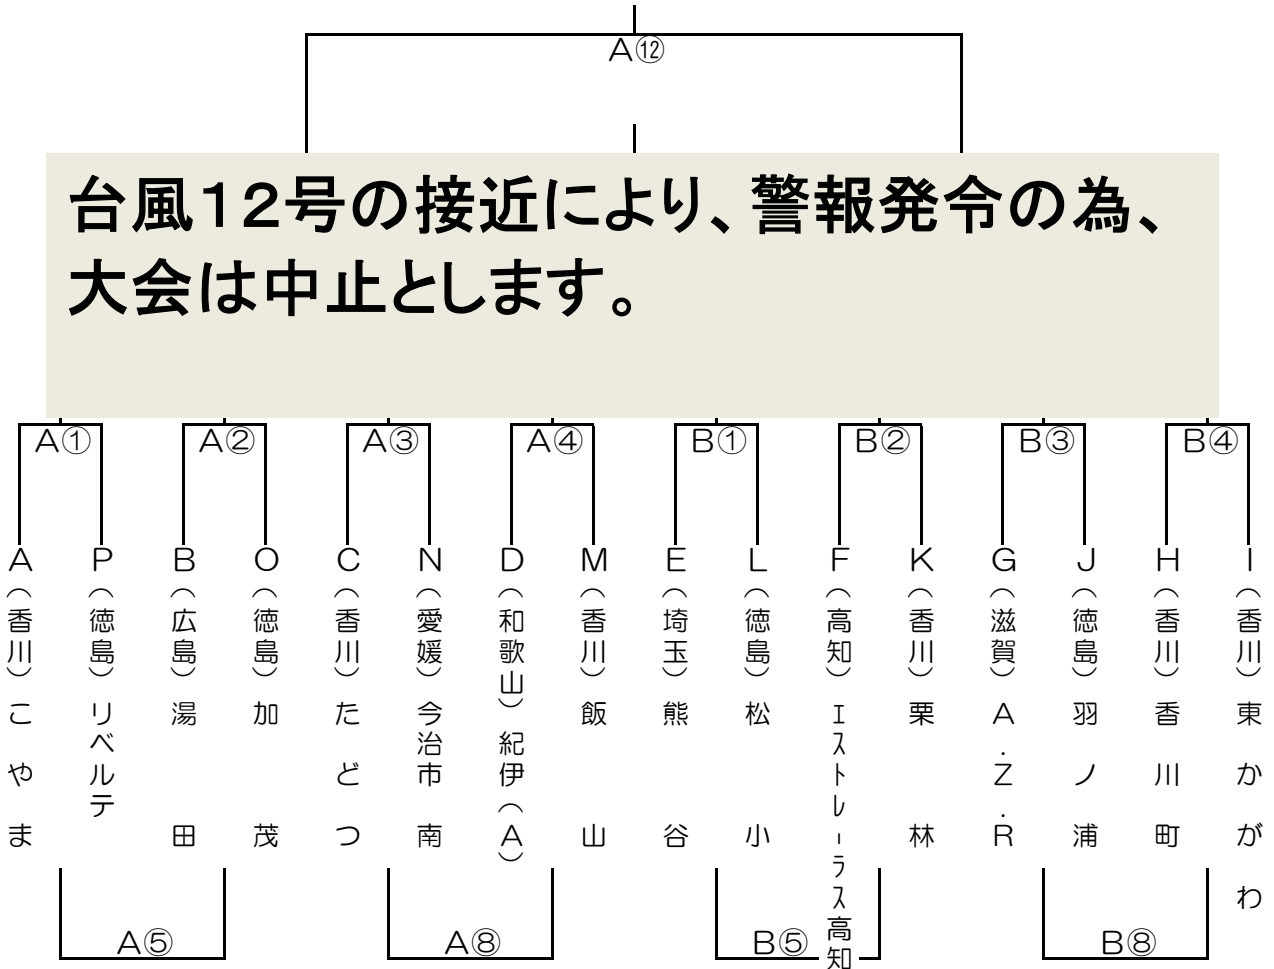 A⑫
台風12号の接近により、警報発令の為、
大会は中止とします。
A① A② A③ A④ B① B② B③ B④
A（香川）こやま
P（徳島）リベルテ
B（広島）湯田
O（徳島）加茂
C（香川）たどつ
N（愛媛）今治市南
D（和歌山）紀伊（A）
M（香川）飯山
E（埼玉）熊谷
L（徳島）松小
F（高知）エストレーラス高知
K（香川）栗林
G（滋賀）A.Z.R
J（徳島）羽ノ浦
H（香川）香川町
I（香川）東かがわ
A⑤ A⑧ B⑤ B⑧